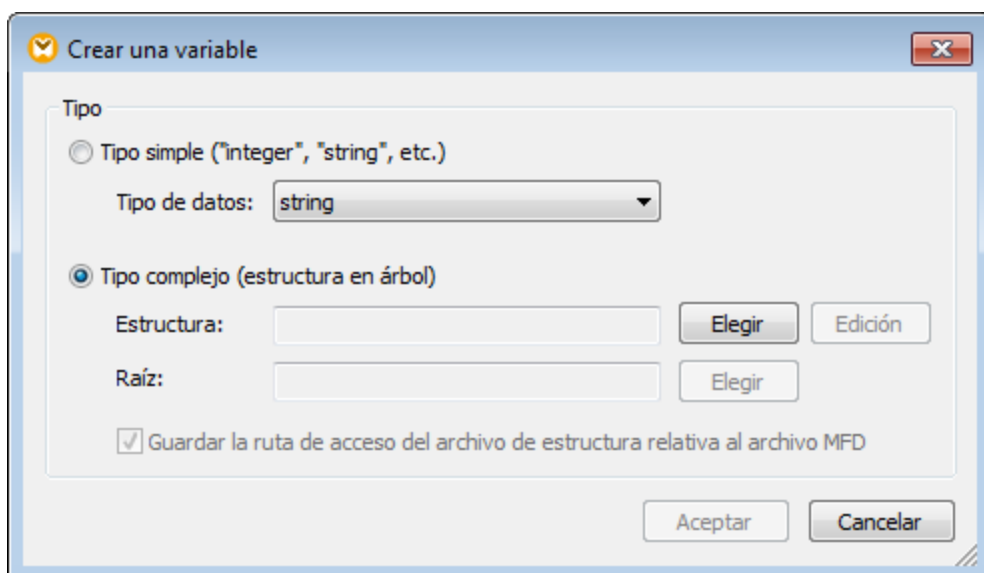 Crear una variable
Tipo
Tipo simple ("integer", "string", etc.)
Tipo de datos: string
Tipo complejo (estructura en árbol)
Estructura: Elegir Edición
Raíz: Elegir
Guardar la ruta de acceso del archivo de estructura relativa al archivo MFD
Aceptar Cancelar